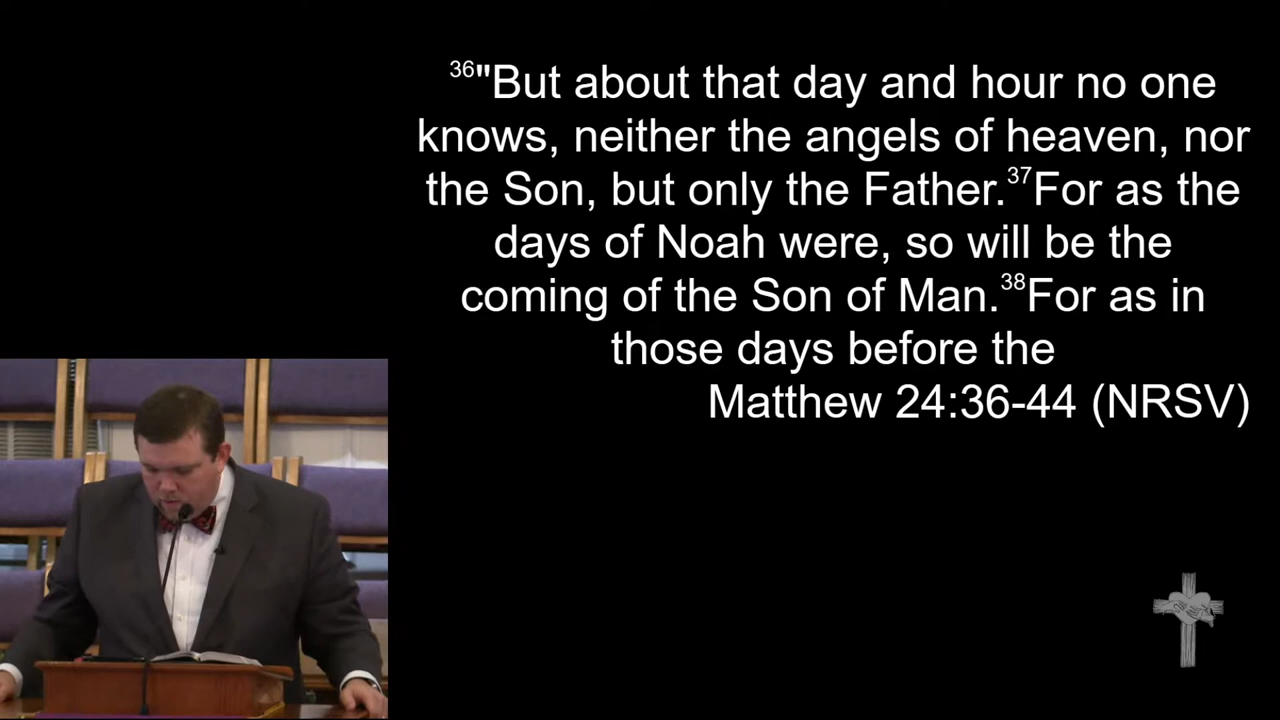 36"But about that day and hour no one
knows, neither the angels of heaven, nor
the Son, but only the Father.37For as the
days of Noah were, so will be the
coming of the Son of Man.38For as in
those days before the
Matthew 24:36-44 (NRSV)